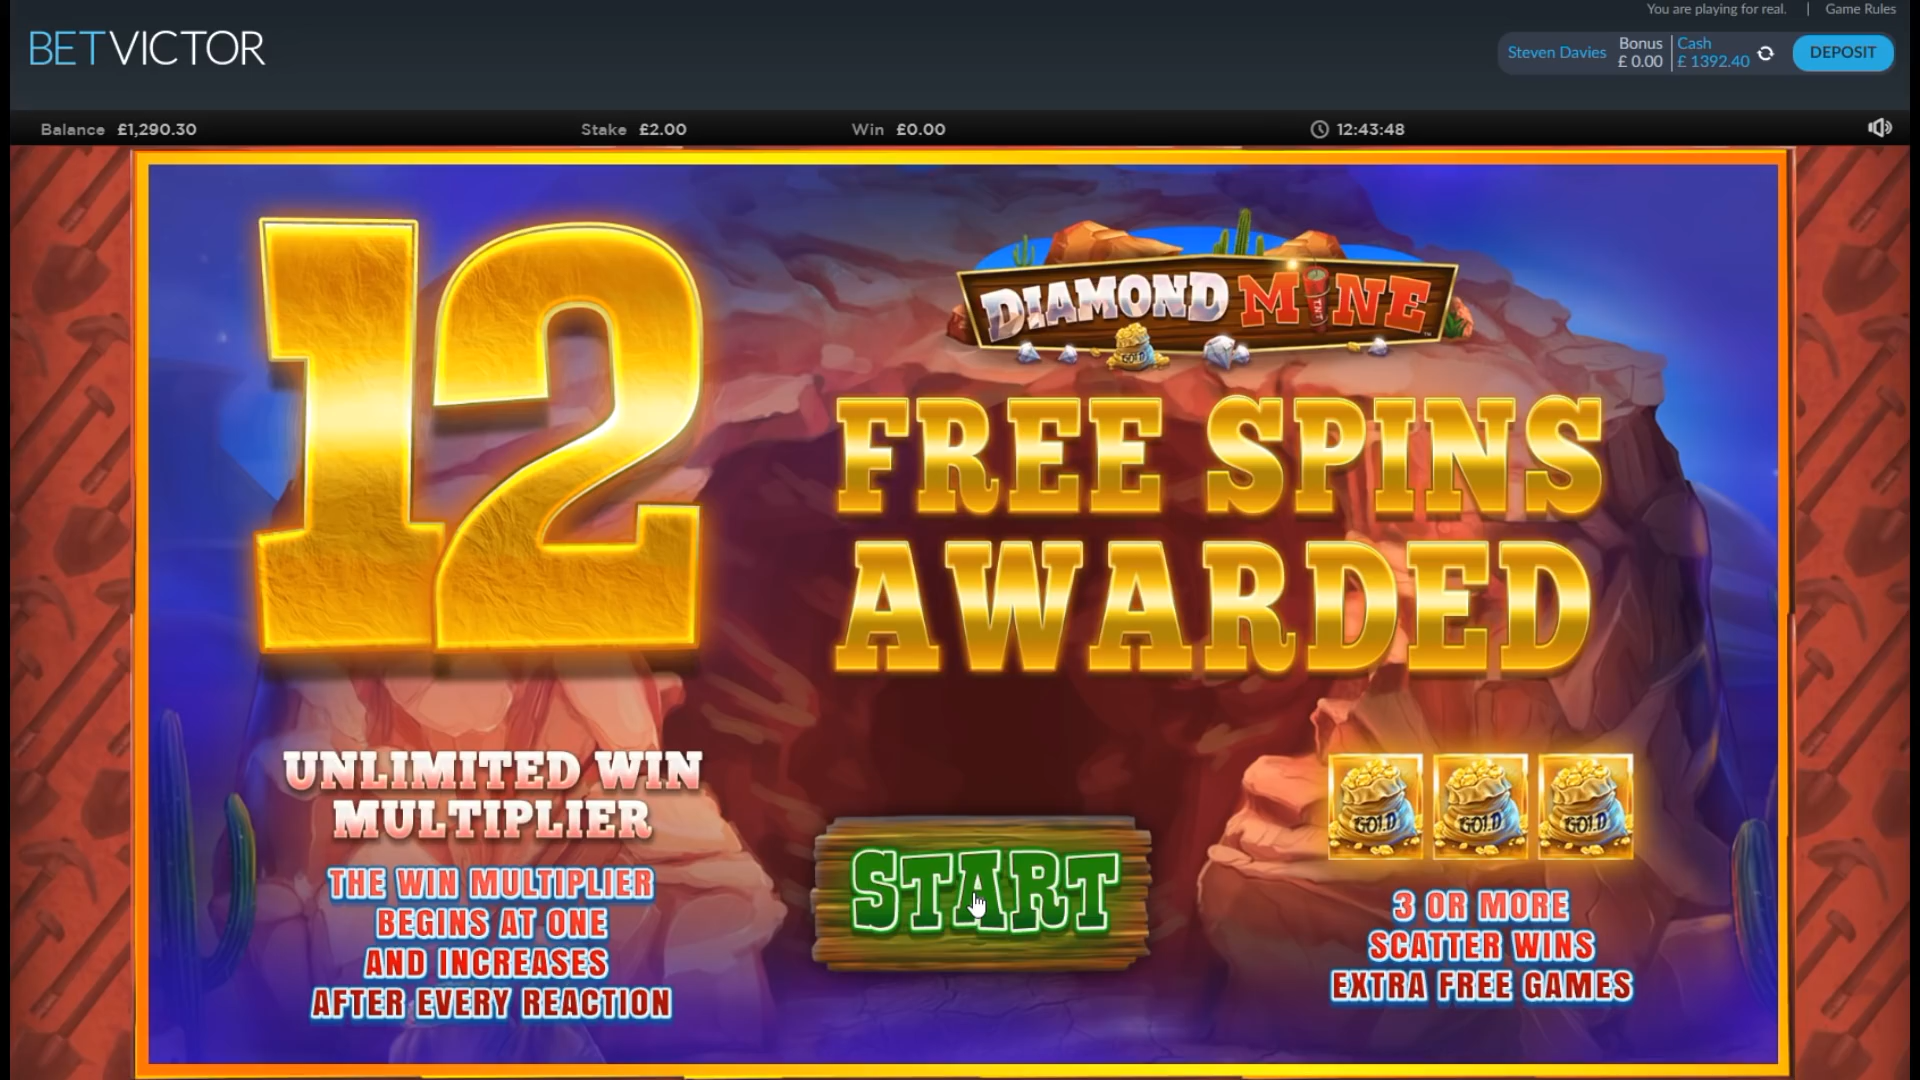 You are playing for real. | Game Rules
BETVICTOR
Steven Davies
Bonus
£ 0.00
Cash
£ 1392.40
DEPOSIT
Balance £1,290.30
Stake £2.00
Win £0.00
12:43:48
12
DIAMOND MINE
TNT
GOLD
FREE SPINS
AWARDED
UNLIMITED WIN
MULTIPLIER
THE WIN MULTIPLIER
BEGINS AT ONE
AND INCREASES
AFTER EVERY REACTION
START
GOLD GOLD GOLD
3 OR MORE
SCATTER WINS
EXTRA FREE GAMES